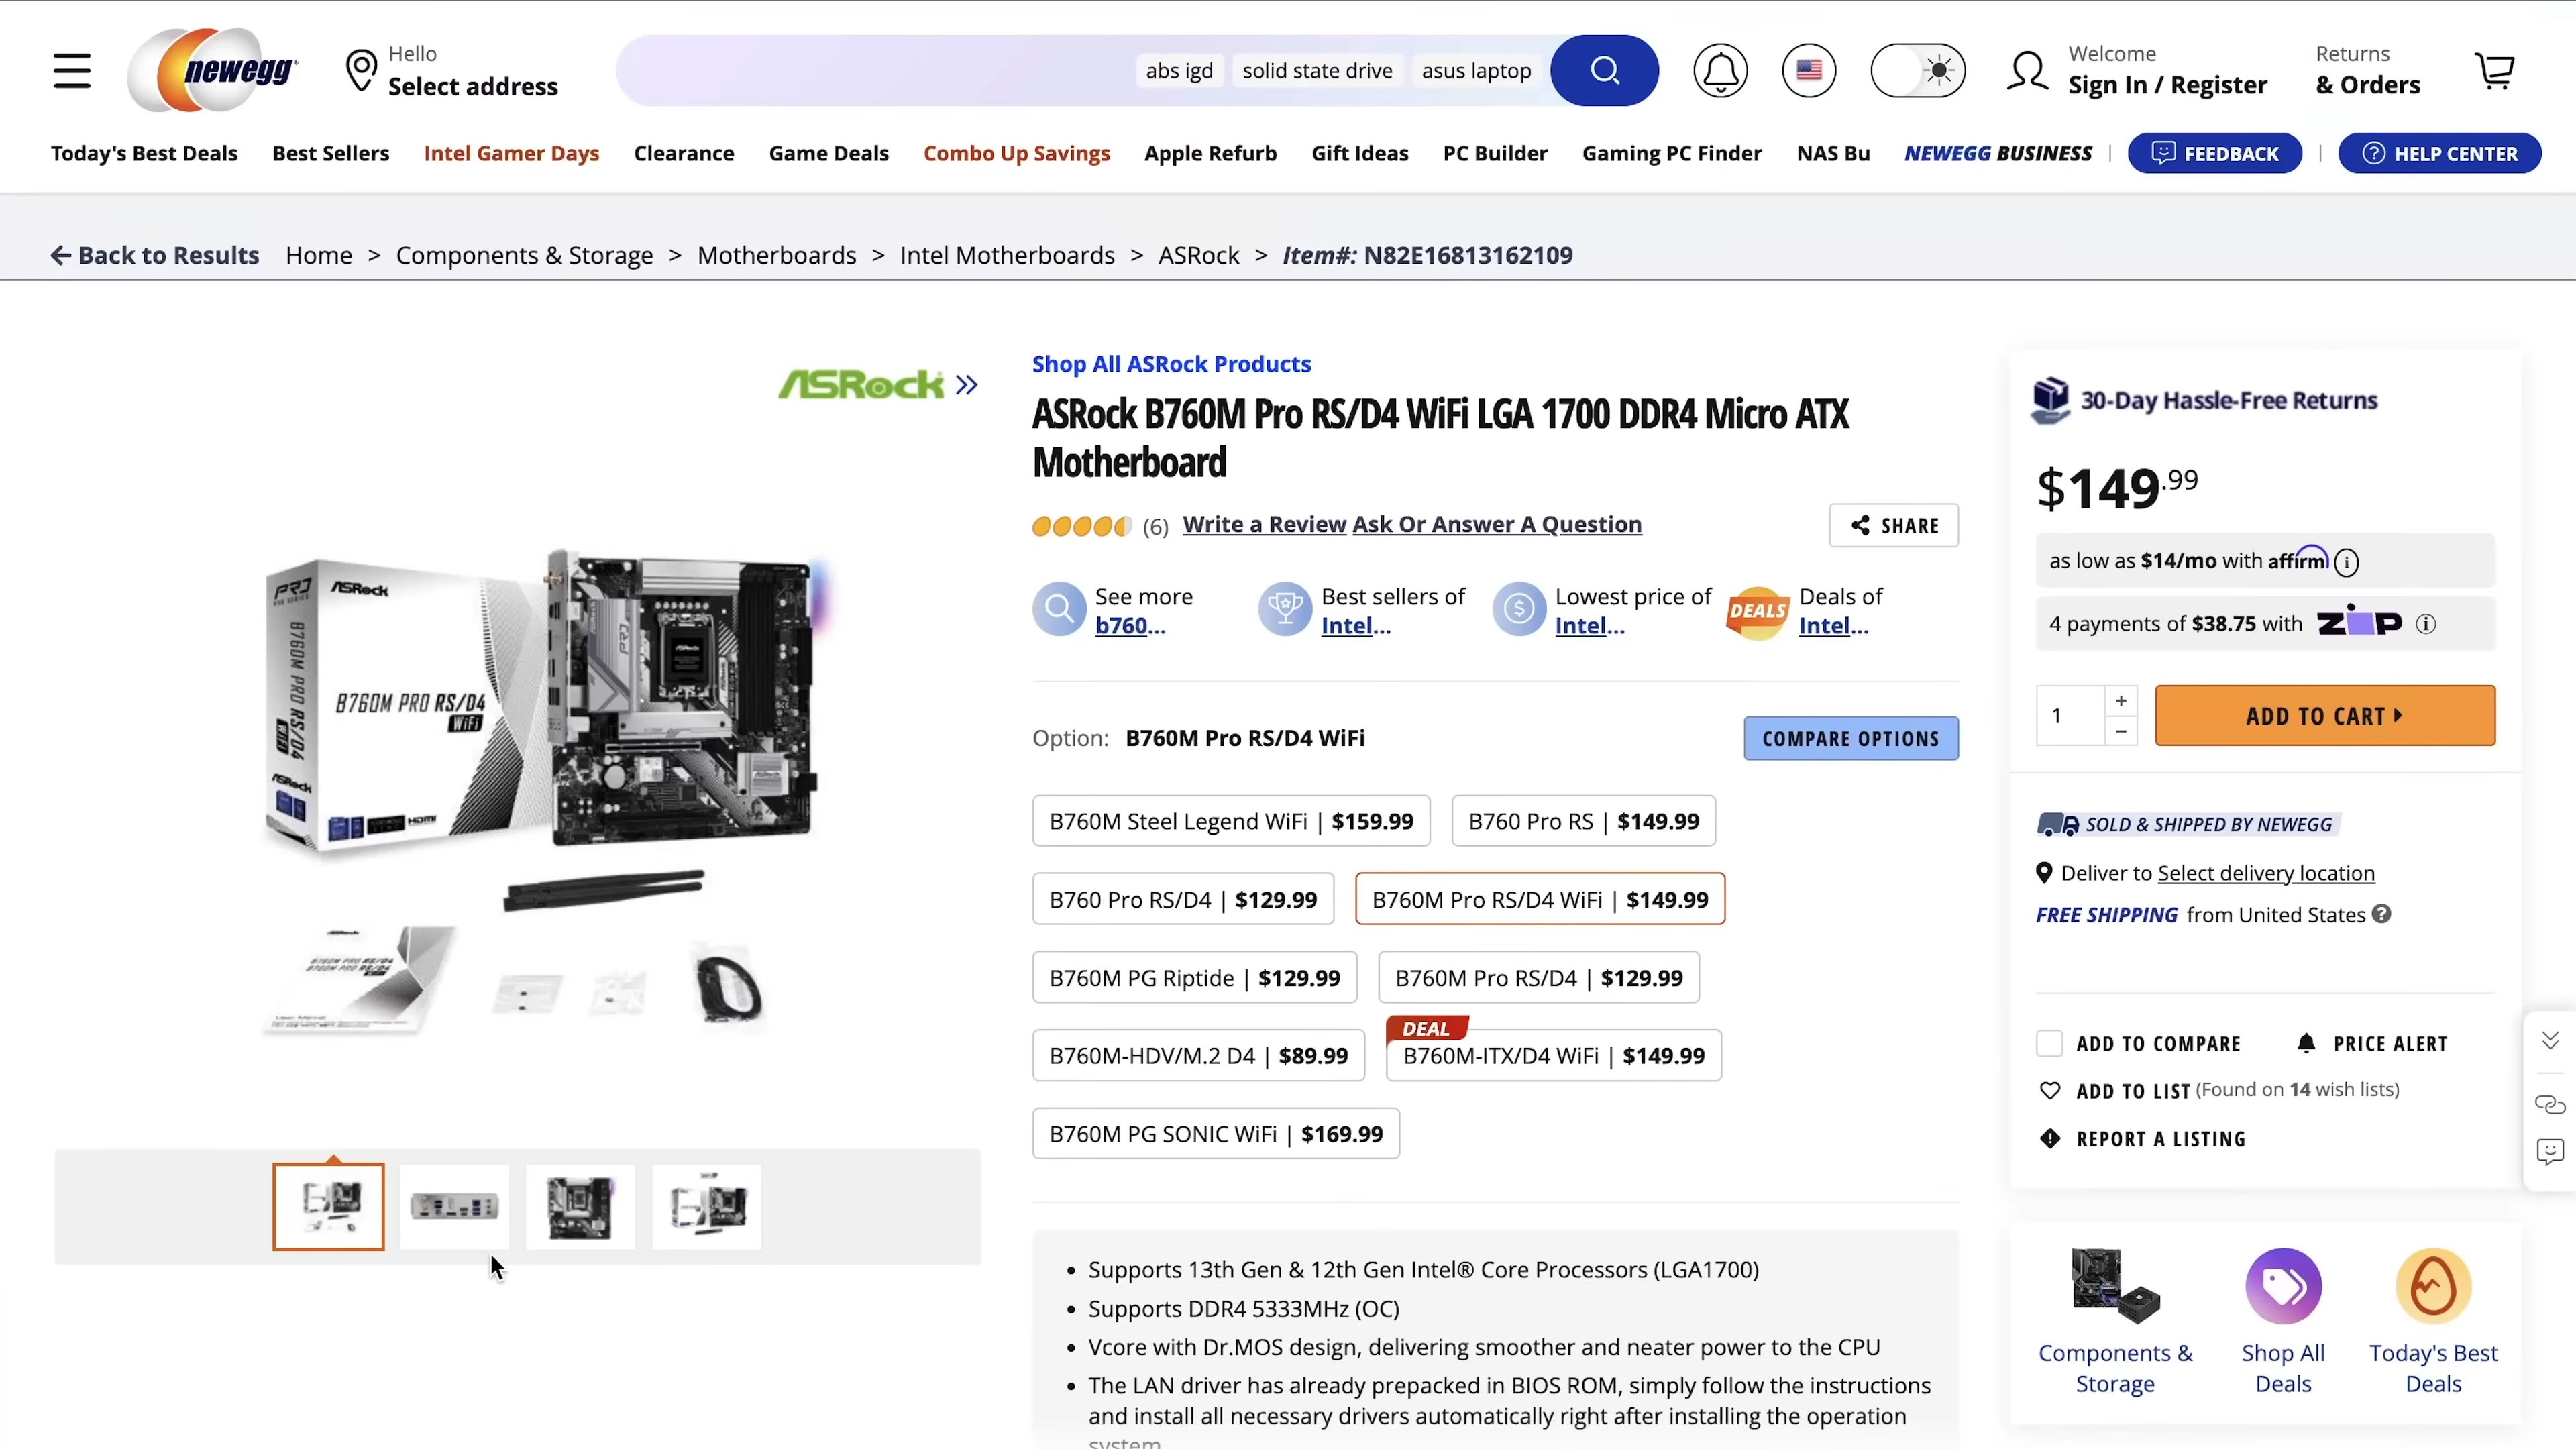 Hello
Select address
newegg
abs igd
solid state drive
asus laptop
Welcome
Sign In / Register
Returns
& Orders
Today's Best Deals
Best Sellers
Intel Gamer Days
Clearance
Game Deals
Combo Up Savings
Apple Refurb
Gift Ideas
PC Builder
Gaming PC Finder
NAS Bu
NEWEGG BUSINESS
FEEDBACK
HELP CENTER
Back to Results
Home > Components & Storage > Motherboards > Intel Motherboards > ASRock > Item#: N82E16813162109
ASRock
Shop All ASRock Products
ASRock B760M Pro RS/D4 WiFi LGA 1700 DDR4 Micro ATX
Motherboard
(6) Write a Review Ask Or Answer A Question
SHARE
See more
b760...
Best sellers of
Intel...
Lowest price of
Intel...
DEALS
Deals of
Intel...
Option: B760M Pro RS/D4 WiFi
COMPARE OPTIONS
B760M Steel Legend WiFi | $159.99
B760 Pro RS | $149.99
B760 Pro RS/D4 | $129.99
B760M Pro RS/D4 WiFi | $149.99
B760M PG Riptide | $129.99
B760M Pro RS/D4 | $129.99
B760M-HDV/M.2 D4 | $89.99
DEAL
B760M-ITX/D4 WiFi | $149.99
B760M PG SONIC WiFi | $169.99
Supports 13th Gen & 12th Gen Intel® Core Processors (LGA1700)
Supports DDR4 5333MHz (OC)
Vcore with Dr.MOS design, delivering smoother and neater power to the CPU
The LAN driver has already prepacked in BIOS ROM, simply follow the instructions
and install all necessary drivers automatically right after installing the operation
system
PRO
ASRock
B760M PRO RS/D4
WiFi
B760M PRO RS/D4
WiFi
ASRock
HDMI
30-Day Hassle-Free Returns
$149.99
as low as $14/mo with affirm
4 payments of $38.75 with ZIP
1
+
−
ADD TO CART
SOLD & SHIPPED BY NEWEGG
Deliver to Select delivery location
FREE SHIPPING from United States
ADD TO COMPARE
PRICE ALERT
ADD TO LIST (Found on 14 wish lists)
REPORT A LISTING
Components &
Storage
Shop All
Deals
Today's Best
Deals